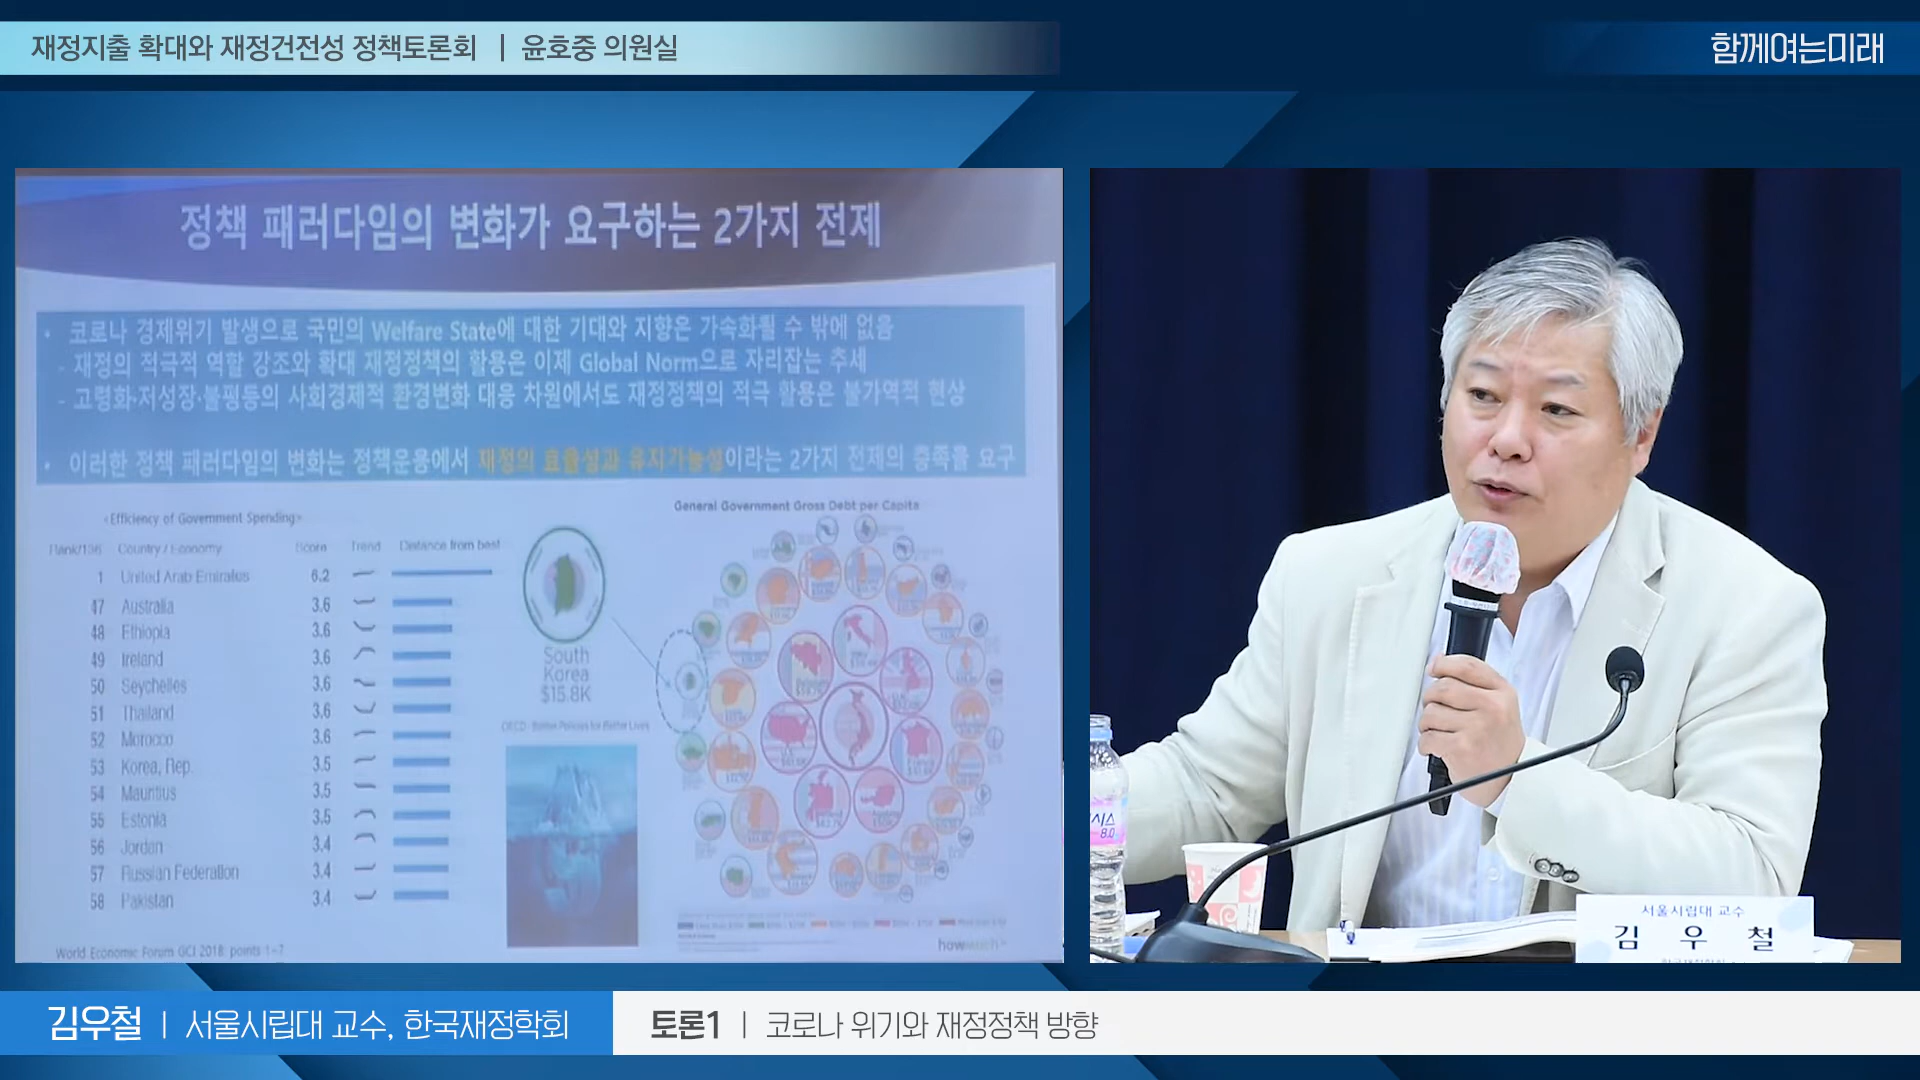 재정지출 확대와 재정건전성 정책토론회 | 윤호중 의원실
함께여는미래
정책 패러다임의 변화가 요구하는 2가지 전제
• 코로나 경제위기 발생으로 국민의 Welfare State에 대한 기대와 지향은 가속화될 수 밖에 없음
- 재정의 적극적 역할 강조와 확대 재정정책의 활용은 이제 Global Norm으로 자리잡는 추세
- 고령화·저성장·불평등의 사회경제적 환경변화 대응 차원에서도 재정정책의 적극 활용은 불가역적 현상
• 이러한 정책 패러다임의 변화는 정책운용에서 재정의 효율성과 유지가능성이라는 2가지 전제의 충족을 요구
<Efficiency of Government Spending>
Rank/136 Country / Economy Score Trend Distance from best
1 United Arab Emirates 6.2
47 Australia 3.6
48 Ethiopia 3.6
49 Ireland 3.6
50 Seychelles 3.6
51 Thailand 3.6
52 Morocco 3.6
53 Korea, Rep. 3.5
54 Mauritius 3.5
55 Estonia 3.5
56 Jordan 3.4
57 Russian Federation 3.4
58 Pakistan 3.4
World Economic Forum GCI 2018: points 1~7
South
Korea
$15.8K
OECD - Better Policies for Better Lives
General Government Gross Debt per Capita
howmuch
시스
8.0
서울시립대 교수
김 우 철
김우철 | 서울시립대 교수, 한국재정학회
토론1 | 코로나 위기와 재정정책 방향